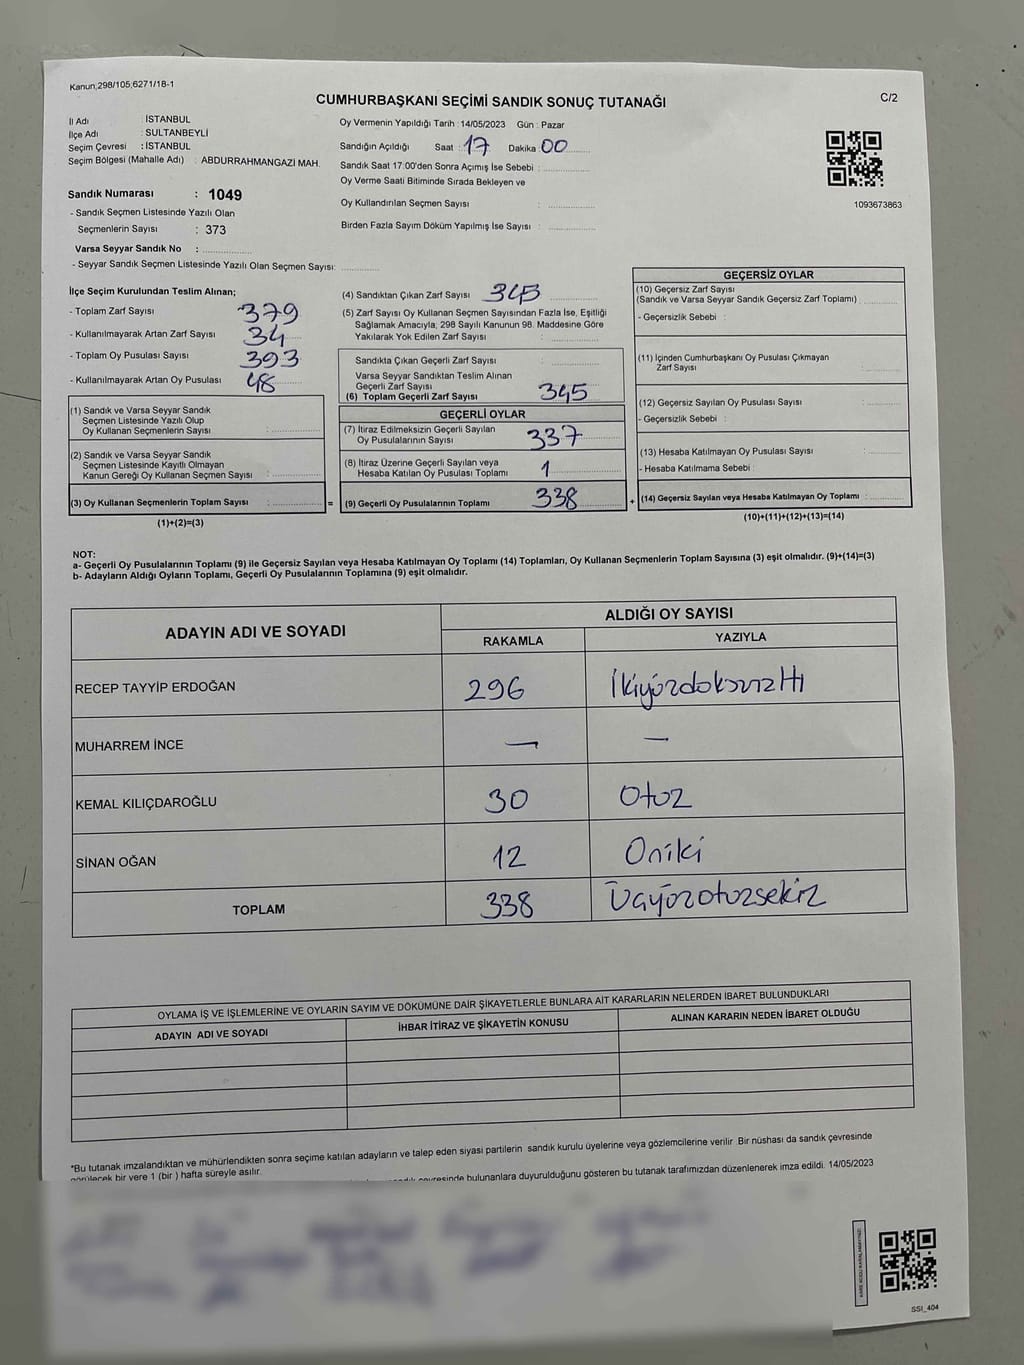 Kanun;298/105;6271/18-1
CUMHURBAŞKANI SEÇİMİ SANDIK SONUÇ TUTANAĞI
C/2
İl Adı : İSTANBUL
İlçe Adı : SULTANBEYLİ
Seçim Çevresi : İSTANBUL
Seçim Bölgesi (Mahalle Adı) : ABDURRAHMANGAZİ MAH.
Oy Vermenin Yapıldığı Tarih : 14/05/2023 Gün : Pazar
Sandığın Açıldığı Saat : 17 Dakika : 00
Sandık Saat 17:00'den Sonra Açımış İse Sebebi :
Oy Verme Saati Bitiminde Sırada Bekleyen ve
Oy Kullandırılan Seçmen Sayısı :
Birden Fazla Sayım Döküm Yapılmış İse Sayısı :
1093673863
Sandık Numarası : 1049
- Sandık Seçmen Listesinde Yazılı Olan
Seçmenlerin Sayısı : 373
Varsa Seyyar Sandık No :
- Seyyar Sandık Seçmen Listesinde Yazılı Olan Seçmen Sayısı:
İlçe Seçim Kurulundan Teslim Alınan;
- Toplam Zarf Sayısı 379
- Kullanılmayarak Artan Zarf Sayısı 34
- Toplam Oy Pusulası Sayısı 393
- Kullanılmayarak Artan Oy Pusulası 48
(1) Sandık ve Varsa Seyyar Sandık
Seçmen Listesinde Yazılı Olup
Oy Kullanan Seçmenlerin Sayısı :
(2) Sandık ve Varsa Seyyar Sandık
Seçmen Listesinde Kayıtlı Olmayan
Kanun Gereği Oy Kullanan Seçmen Sayısı :
(3) Oy Kullanan Seçmenlerin Toplam Sayısı : =
(1)+(2)=(3)
(4) Sandıktan Çıkan Zarf Sayısı 345
(5) Zarf Sayısı Oy Kullanan Seçmen Sayısından Fazla İse, Eşitliği
Sağlamak Amacıyla; 298 Sayılı Kanunun 98. Maddesine Göre
Yakılarak Yok Edilen Zarf Sayısı :
Sandıkta Çıkan Geçerli Zarf Sayısı :
Varsa Seyyar Sandıktan Teslim Alınan
Geçerli Zarf Sayısı
(6) Toplam Geçerli Zarf Sayısı 345
GEÇERLİ OYLAR
(7) İtiraz Edilmeksizin Geçerli Sayılan
Oy Pusulalarının Sayısı 337
(8) İtiraz Üzerine Geçerli Sayılan veya
Hesaba Katılan Oy Pusulası Toplamı 1
(9) Geçerli Oy Pusulalarının Toplamı 338 +
GEÇERSİZ OYLAR
(10) Geçersiz Zarf Sayısı
(Sandık ve Varsa Seyyar Sandık Geçersiz Zarf Toplamı)
- Geçersizlik Sebebi :
(11) İçinden Cumhurbaşkanı Oy Pusulası Çıkmayan
Zarf Sayısı :
(12) Geçersiz Sayılan Oy Pusulası Sayısı :
- Geçersizlik Sebebi :
(13) Hesaba Katılmayan Oy Pusulası Sayısı :
- Hesaba Katılmama Sebebi :
(14) Geçersiz Sayılan veya Hesaba Katılmayan Oy Toplamı :
(10)+(11)+(12)+(13)=(14)
NOT:
a- Geçerli Oy Pusulalarının Toplamı (9) ile Geçersiz Sayılan veya Hesaba Katılmayan Oy Toplamı (14) Toplamları, Oy Kullanan Seçmenlerin Toplam Sayısına (3) eşit olmalıdır. (9)+(14)=(3)
b- Adayların Aldığı Oyların Toplamı, Geçerli Oy Pusulalarının Toplamına (9) eşit olmalıdır.
ADAYIN ADI VE SOYADI
ALDIĞI OY SAYISI
RAKAMLA YAZIYLA
RECEP TAYYİP ERDOĞAN 296 İkiyüzdoksanaltı
MUHARREM İNCE — —
KEMAL KILIÇDAROĞLU 30 Otuz
SİNAN OĞAN 12 Oniki
TOPLAM 338 Üçyüzotuzsekiz
OYLAMA İŞ VE İŞLEMLERİNE VE OYLARIN SAYIM VE DÖKÜMÜNE DAİR ŞİKAYETLERLE BUNLARA AİT KARARLARIN NELERDEN İBARET BULUNDUKLARI
ADAYIN ADI VE SOYADI İHBAR İTİRAZ VE ŞİKAYETİN KONUSU ALINAN KARARIN NEDEN İBARET OLDUĞU
*Bu tutanak imzalandıktan ve mühürlendikten sonra seçime katılan adayların ve talep eden siyasi partilerin sandık kurulu üyelerine veya gözlemcilerine verilir Bir nüshası da sandık çevresinde
görülecek bir yere 1 (bir ) hafta süreyle asılır.
çevresinde bulunanlara duyurulduğunu gösteren bu tutanak tarafımızdan düzenlenerek imza edildi. 14/05/2023
KARE KODU KARALAMAYINIZ!
SSI_404